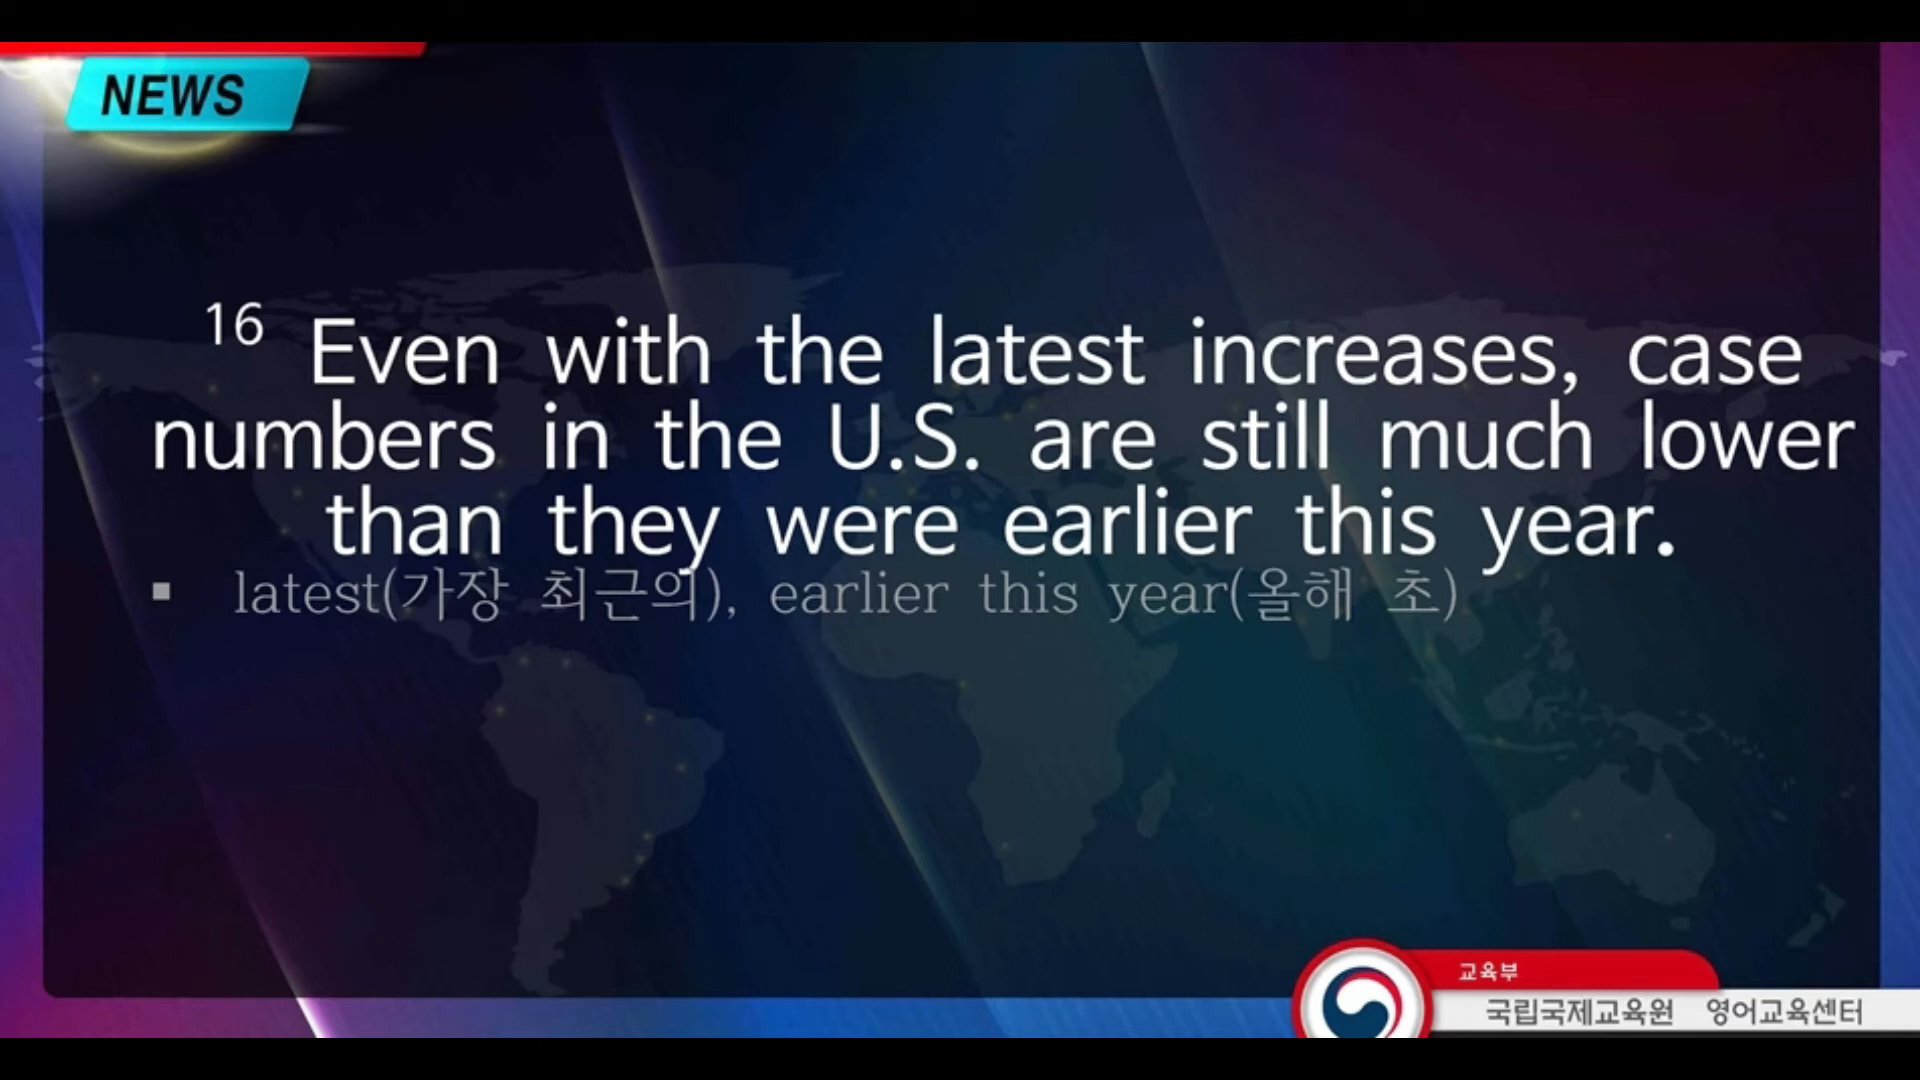 NEWS
16 Even with the latest increases, case
numbers in the U.S. are still much lower
than they were earlier this year.
▪ latest(가장 최근의), earlier this year(올해 초)
교육부
국립국제교육원 영어교육센터